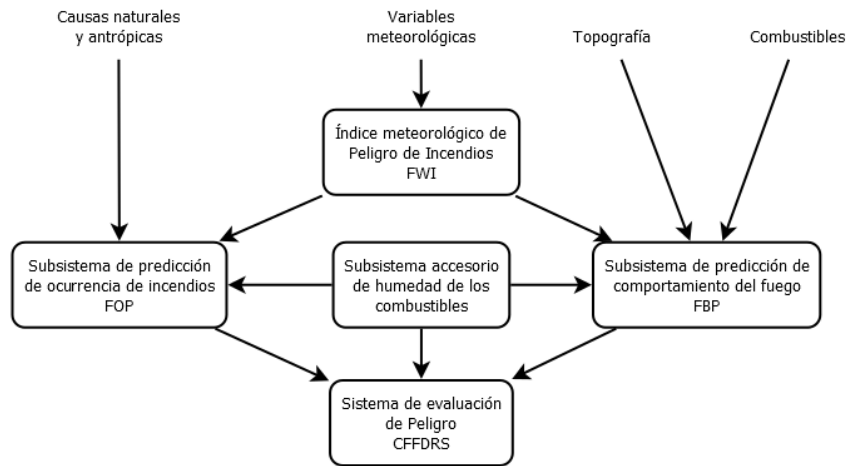 Causas naturales
y antrópicas
Variables
meteorológicas
Topografía
Combustibles
Índice meteorológico de
Peligro de Incendios
FWI
Subsistema de predicción
de ocurrencia de incendios
FOP
Subsistema accesorio
de humedad de los
combustibles
Subsistema de predicción de
comportamiento del fuego
FBP
Sistema de evaluación
de Peligro
CFFDRS